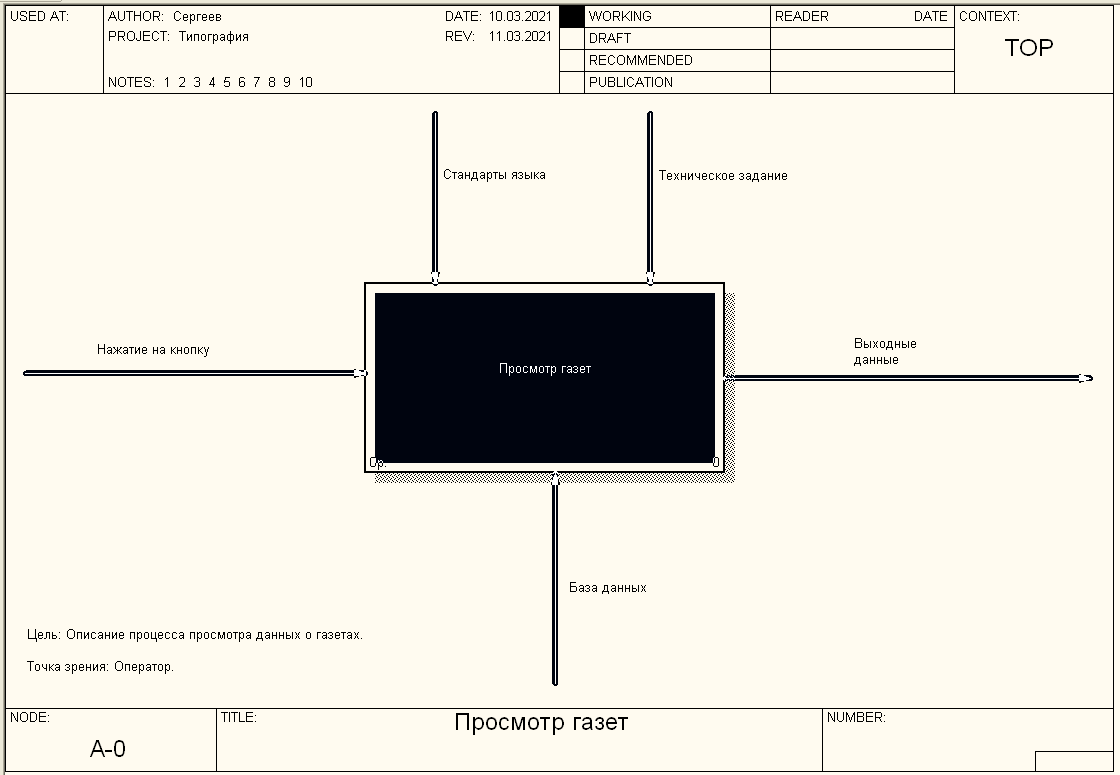 USED AT:
AUTHOR: Сергеев
DATE: 10.03.2021
WORKING
READER
DATE
CONTEXT:
PROJECT: Типография
REV: 11.03.2021
DRAFT
TOP
RECOMMENDED
NOTES: 1 2 3 4 5 6 7 8 9 10
PUBLICATION
Стандарты языка
Техническое задание
Нажатие на кнопку
Выходные
данные
Просмотр газет
0р.
0
База данных
Цель: Описание процесса просмотра данных о газетах.
Точка зрения: Оператор.
NODE:
TITLE:
Просмотр газет
NUMBER:
A-0